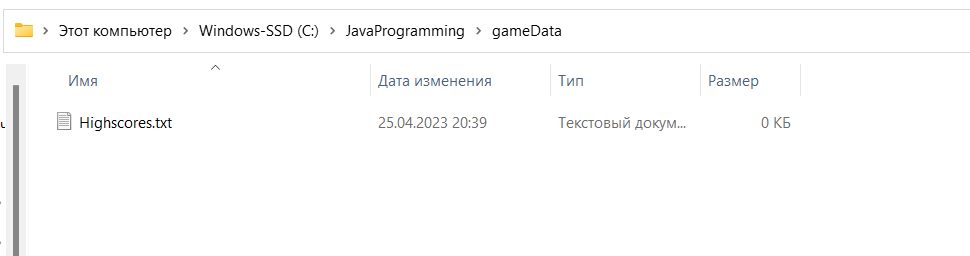 Этот компьютер > Windows-SSD (C:) > JavaProgramming > gameData
Имя Дата изменения Тип Размер
Highscores.txt 25.04.2023 20:39 Текстовый докум... 0 КБ